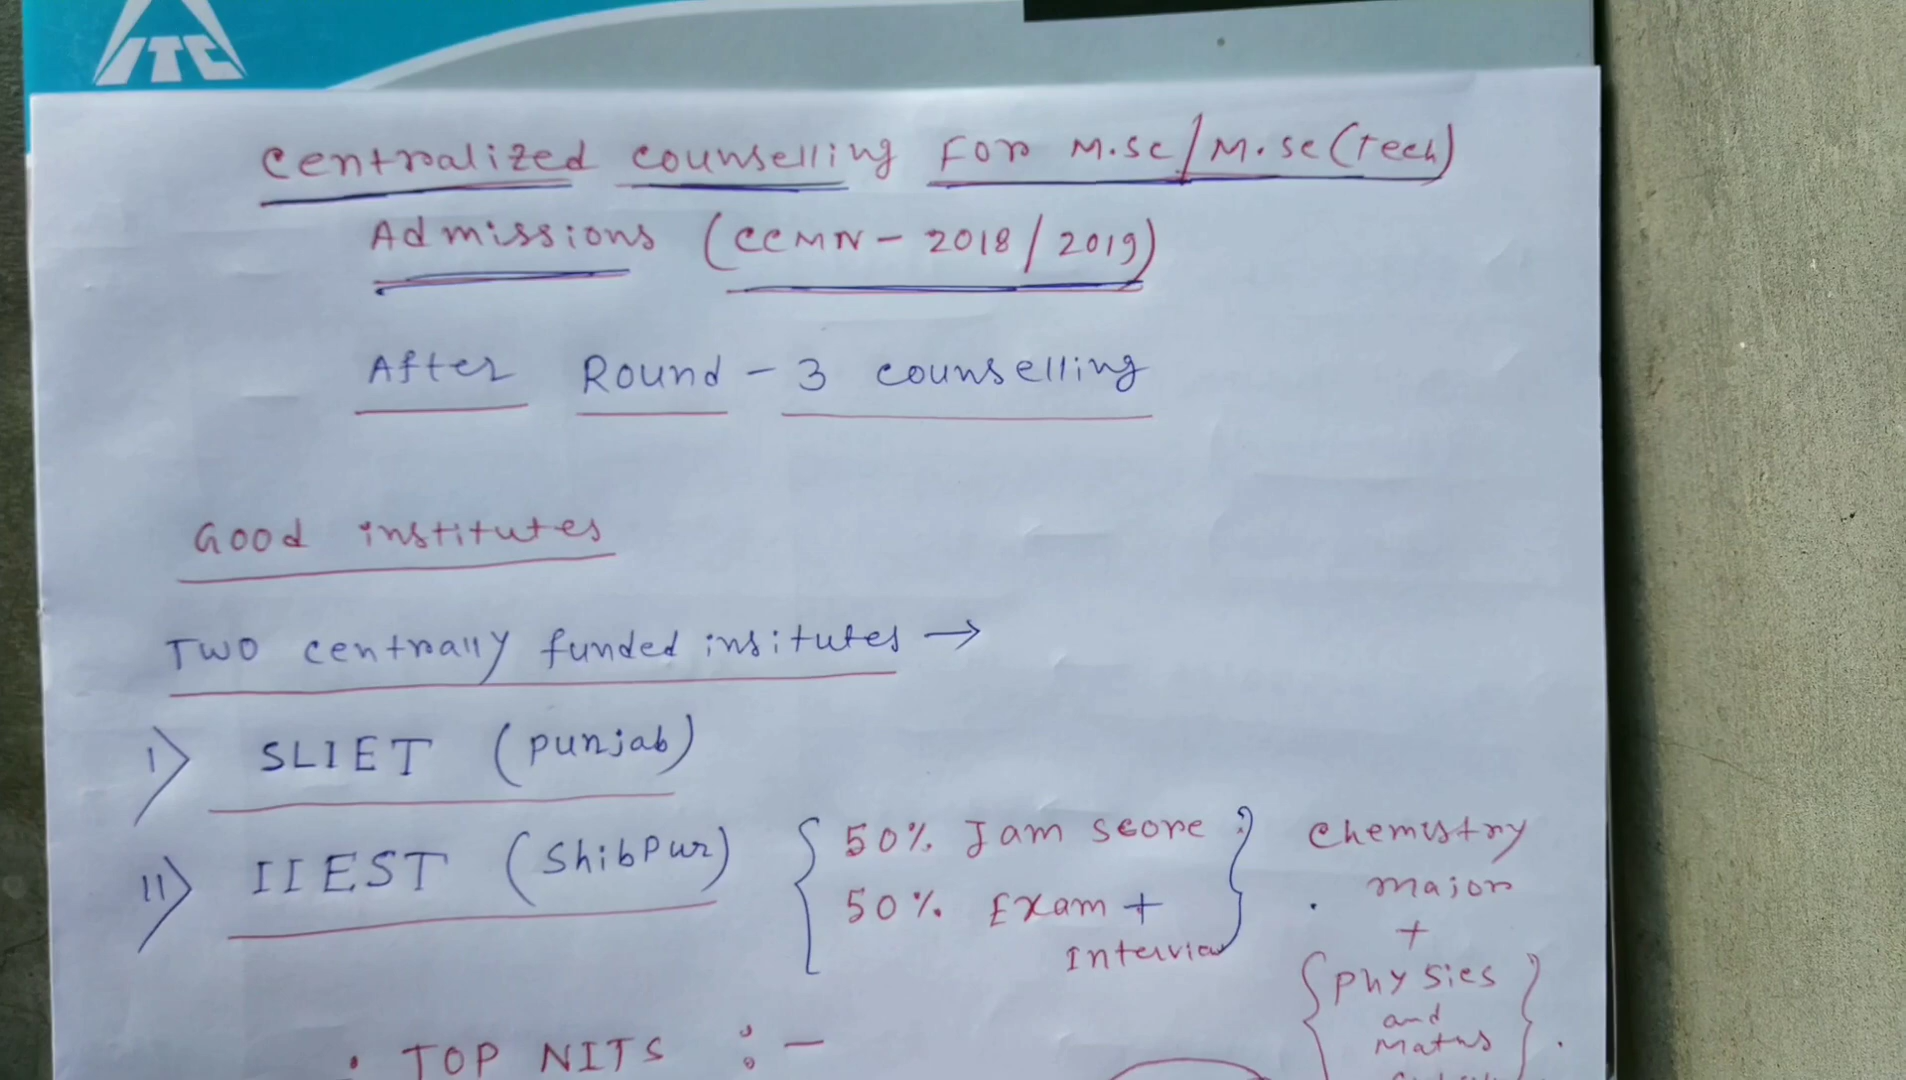 ITC
Centralized counselling For M.sc/M.sc(Tech)
Admissions (CCMN - 2018/2019)
After Round - 3 counselling
Good institutes
Two centrally funded insitutes →
I) SLIET (Punjab)
II) IIEST (ShibPur)
{ 50% Jam score }
50% Exam +
Interview
Chemistry
major
+
{ Physics }
and
Maths
• TOP NITS : -